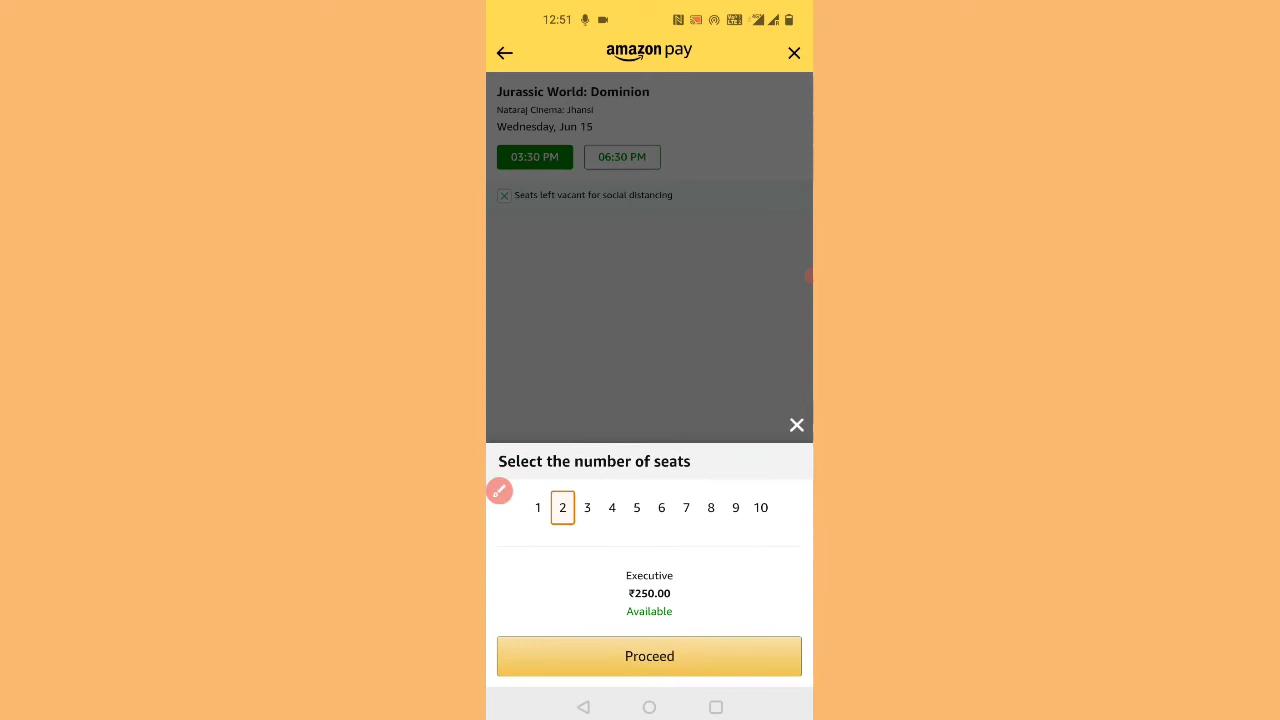 12:51
amazon pay
Jurassic World: Dominion
Nataraj Cinema: Jhansi
Wednesday, Jun 15
03:30 PM 06:30 PM
Seats left vacant for social distancing
Select the number of seats
1 2 3 4 5 6 7 8 9 10
Executive
₹250.00
Available
Proceed